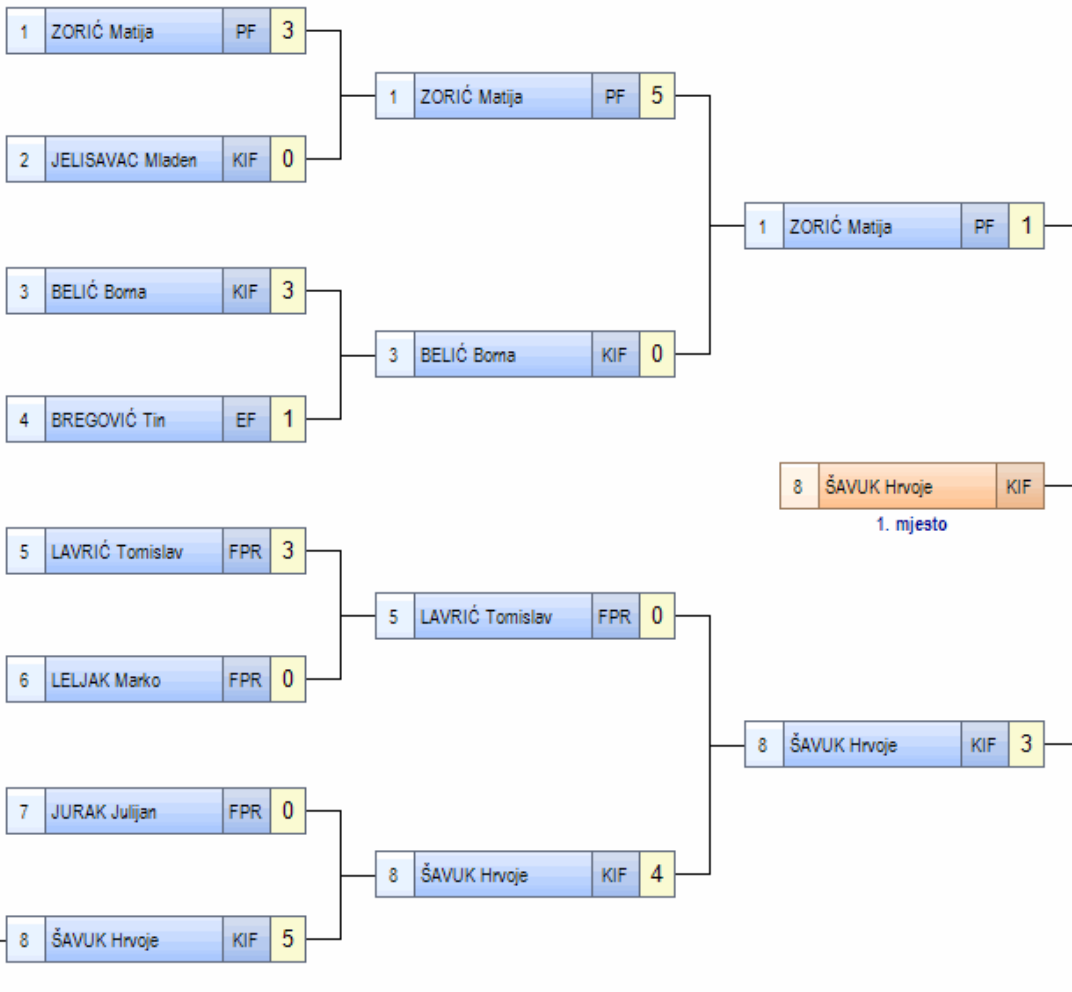 1 ZORIĆ Matija PF 3
1 ZORIĆ Matija PF 5
2 JELISAVAC Mladen KIF 0
1 ZORIĆ Matija PF 1
3 BELIĆ Borna KIF 3
3 BELIĆ Borna KIF 0
4 BREGOVIĆ Tin EF 1
8 ŠAVUK Hrvoje KIF
1. mjesto
5 LAVRIĆ Tomislav FPR 3
5 LAVRIĆ Tomislav FPR 0
6 LELJAK Marko FPR 0
8 ŠAVUK Hrvoje KIF 3
7 JURAK Julijan FPR 0
8 ŠAVUK Hrvoje KIF 4
8 ŠAVUK Hrvoje KIF 5